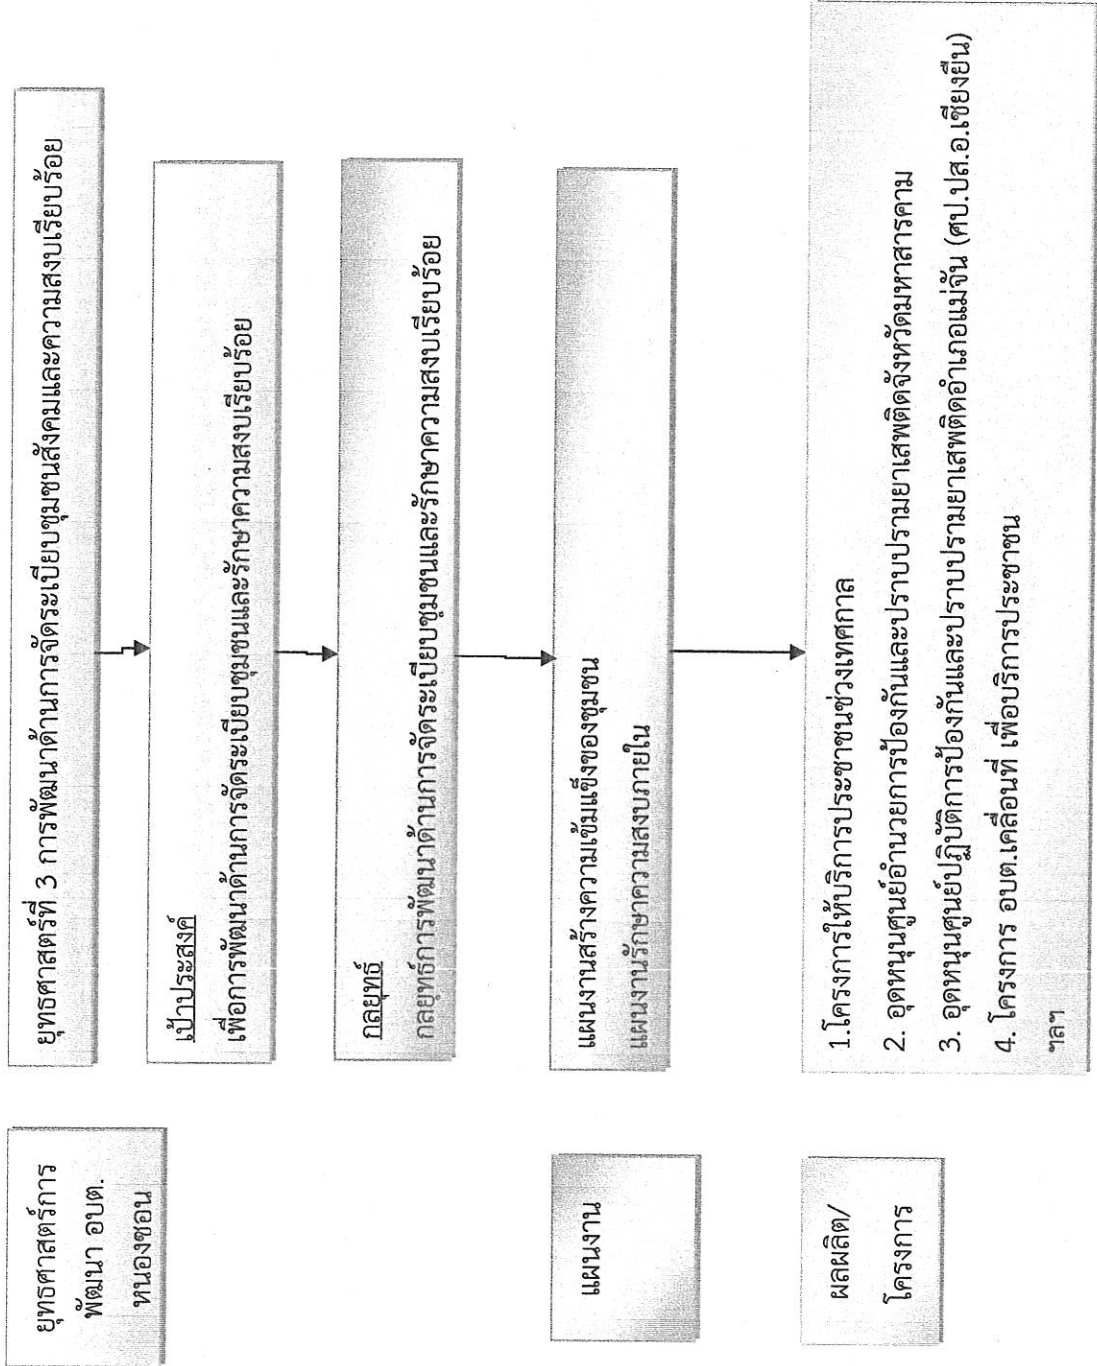 ยุทธศาสตร์การ
พัฒนา อบต.
หนองซอน
ยุทธศาสตร์ที่ 3 การพัฒนาด้านการจัดระเบียบชุมชนสังคมและความสงบเรียบร้อย
เป้าประสงค์
เพื่อการพัฒนาด้านการจัดระเบียบชุมชนและรักษาความสงบเรียบร้อย
กลยุทธ์
กลยุทธ์การพัฒนาด้านการจัดระเบียบชุมชนและรักษาความสงบเรียบร้อย
แผนงาน
แผนงานสร้างความเข้มแข็งของชุมชน
แผนงานรักษาความสงบภายใน
ผลผลิต/
โครงการ
1.โครงการให้บริการประชาชนช่วงเทศกาล
2. อุดหนุนศูนย์อำนวยการป้องกันและปราบปรามยาเสพติดจังหวัดมหาสารคาม
3. อุดหนุนศูนย์ปฏิบัติการป้องกันและปราบปรามยาเสพติดอำเภอแม่จัน (ศป.ปส.อ.เชียงยืน)
4. โครงการ อบต.เคลื่อนที่ เพื่อบริการประชาชน
ฯลฯ